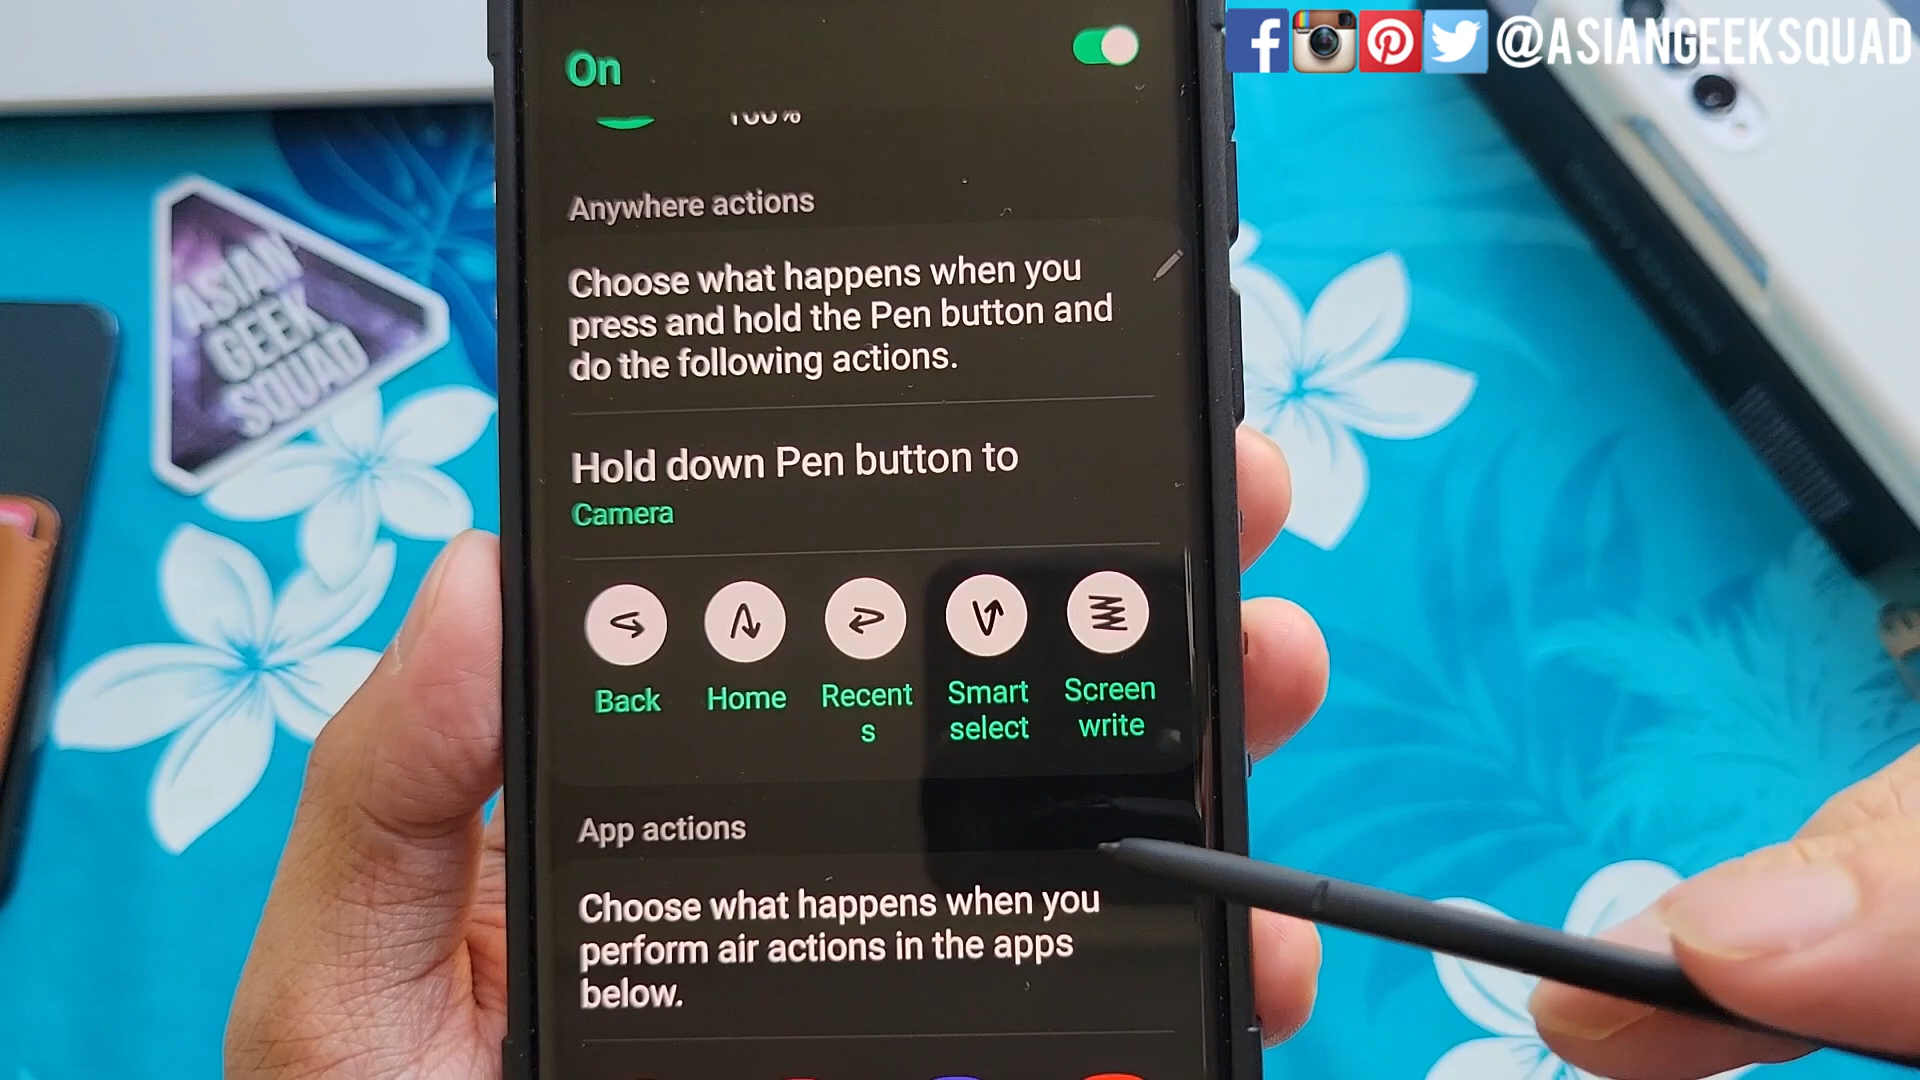 @ASIANGEEKSQUAD
On
100%
Anywhere actions
Choose what happens when you
press and hold the Pen button and
do the following actions.
Hold down Pen button to
Camera
Back
Home
Recent
s
Smart
select
Screen
write
App actions
Choose what happens when you
perform air actions in the apps
below.
ASIAN
GEEK
SQUAD